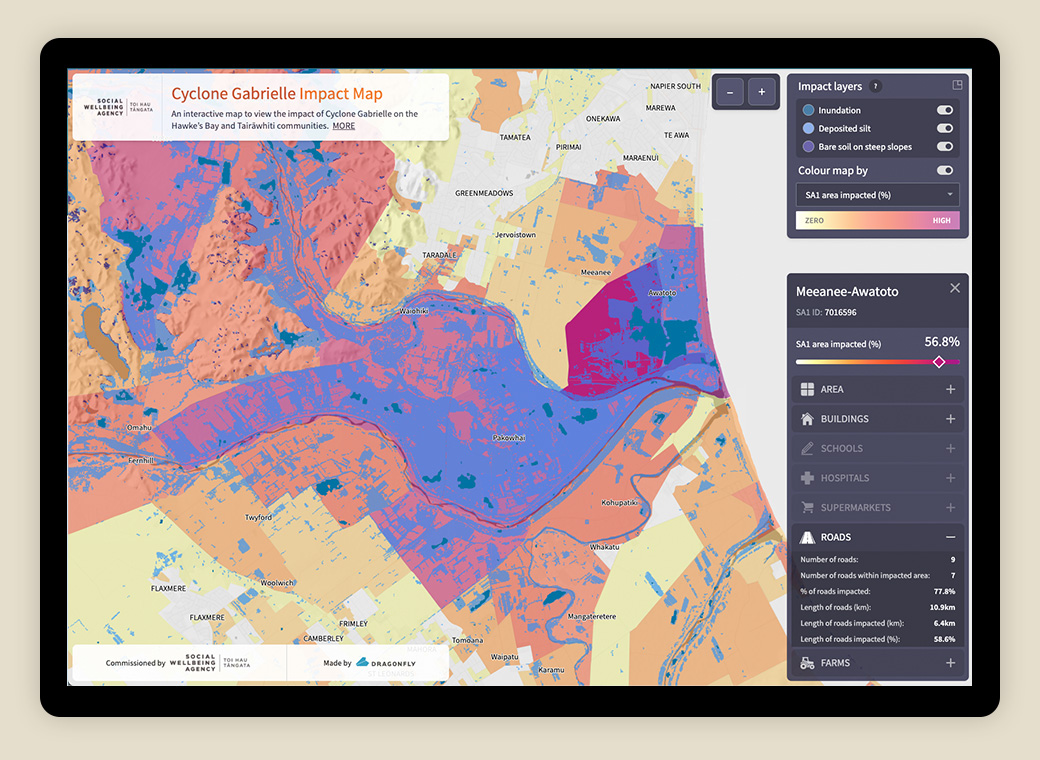 SOCIAL
WELLBEING
AGENCY
TOI HAU
TĀNGATA
Cyclone Gabrielle Impact Map
An interactive map to view the impact of Cyclone Gabrielle on the
Hawke's Bay and Tairāwhiti communities. MORE
– +
Impact layers ?
Inundation
Deposited silt
Bare soil on steep slopes
Colour map by
SA1 area impacted (%)
ZERO HIGH
NAPIER SOUTH
MAREWA
ONEKAWA
TE AWA
TAMATEA
PIRIMAI
MARAENUI
GREENMEADOWS
Jervoistown
TARADALE
Meeanee
Awatoto
Waiohiki
Omahu
Pakowhai
Fernhill
Kohupatiki
Twyford
Whakatu
Woolwich
FLAXMERE
FLAXMERE
FRIMLEY
Mangateretere
CAMBERLEY
Tomoana
MAHORA
Waipatu
Karamu
ST LEONARDS
Meeanee-Awatoto
SA1 ID: 7016596
SA1 area impacted (%) 56.8%
AREA +
BUILDINGS +
SCHOOLS +
HOSPITALS +
SUPERMARKETS +
ROADS –
Number of roads: 9
Number of roads within impacted area: 7
% of roads impacted: 77.8%
Length of roads (km): 10.9km
Length of roads impacted (km): 6.4km
Length of roads impacted (%): 58.6%
FARMS +
Commissioned by
SOCIAL
WELLBEING
AGENCY
TOI HAU
TĀNGATA
Made by DRAGONFLY